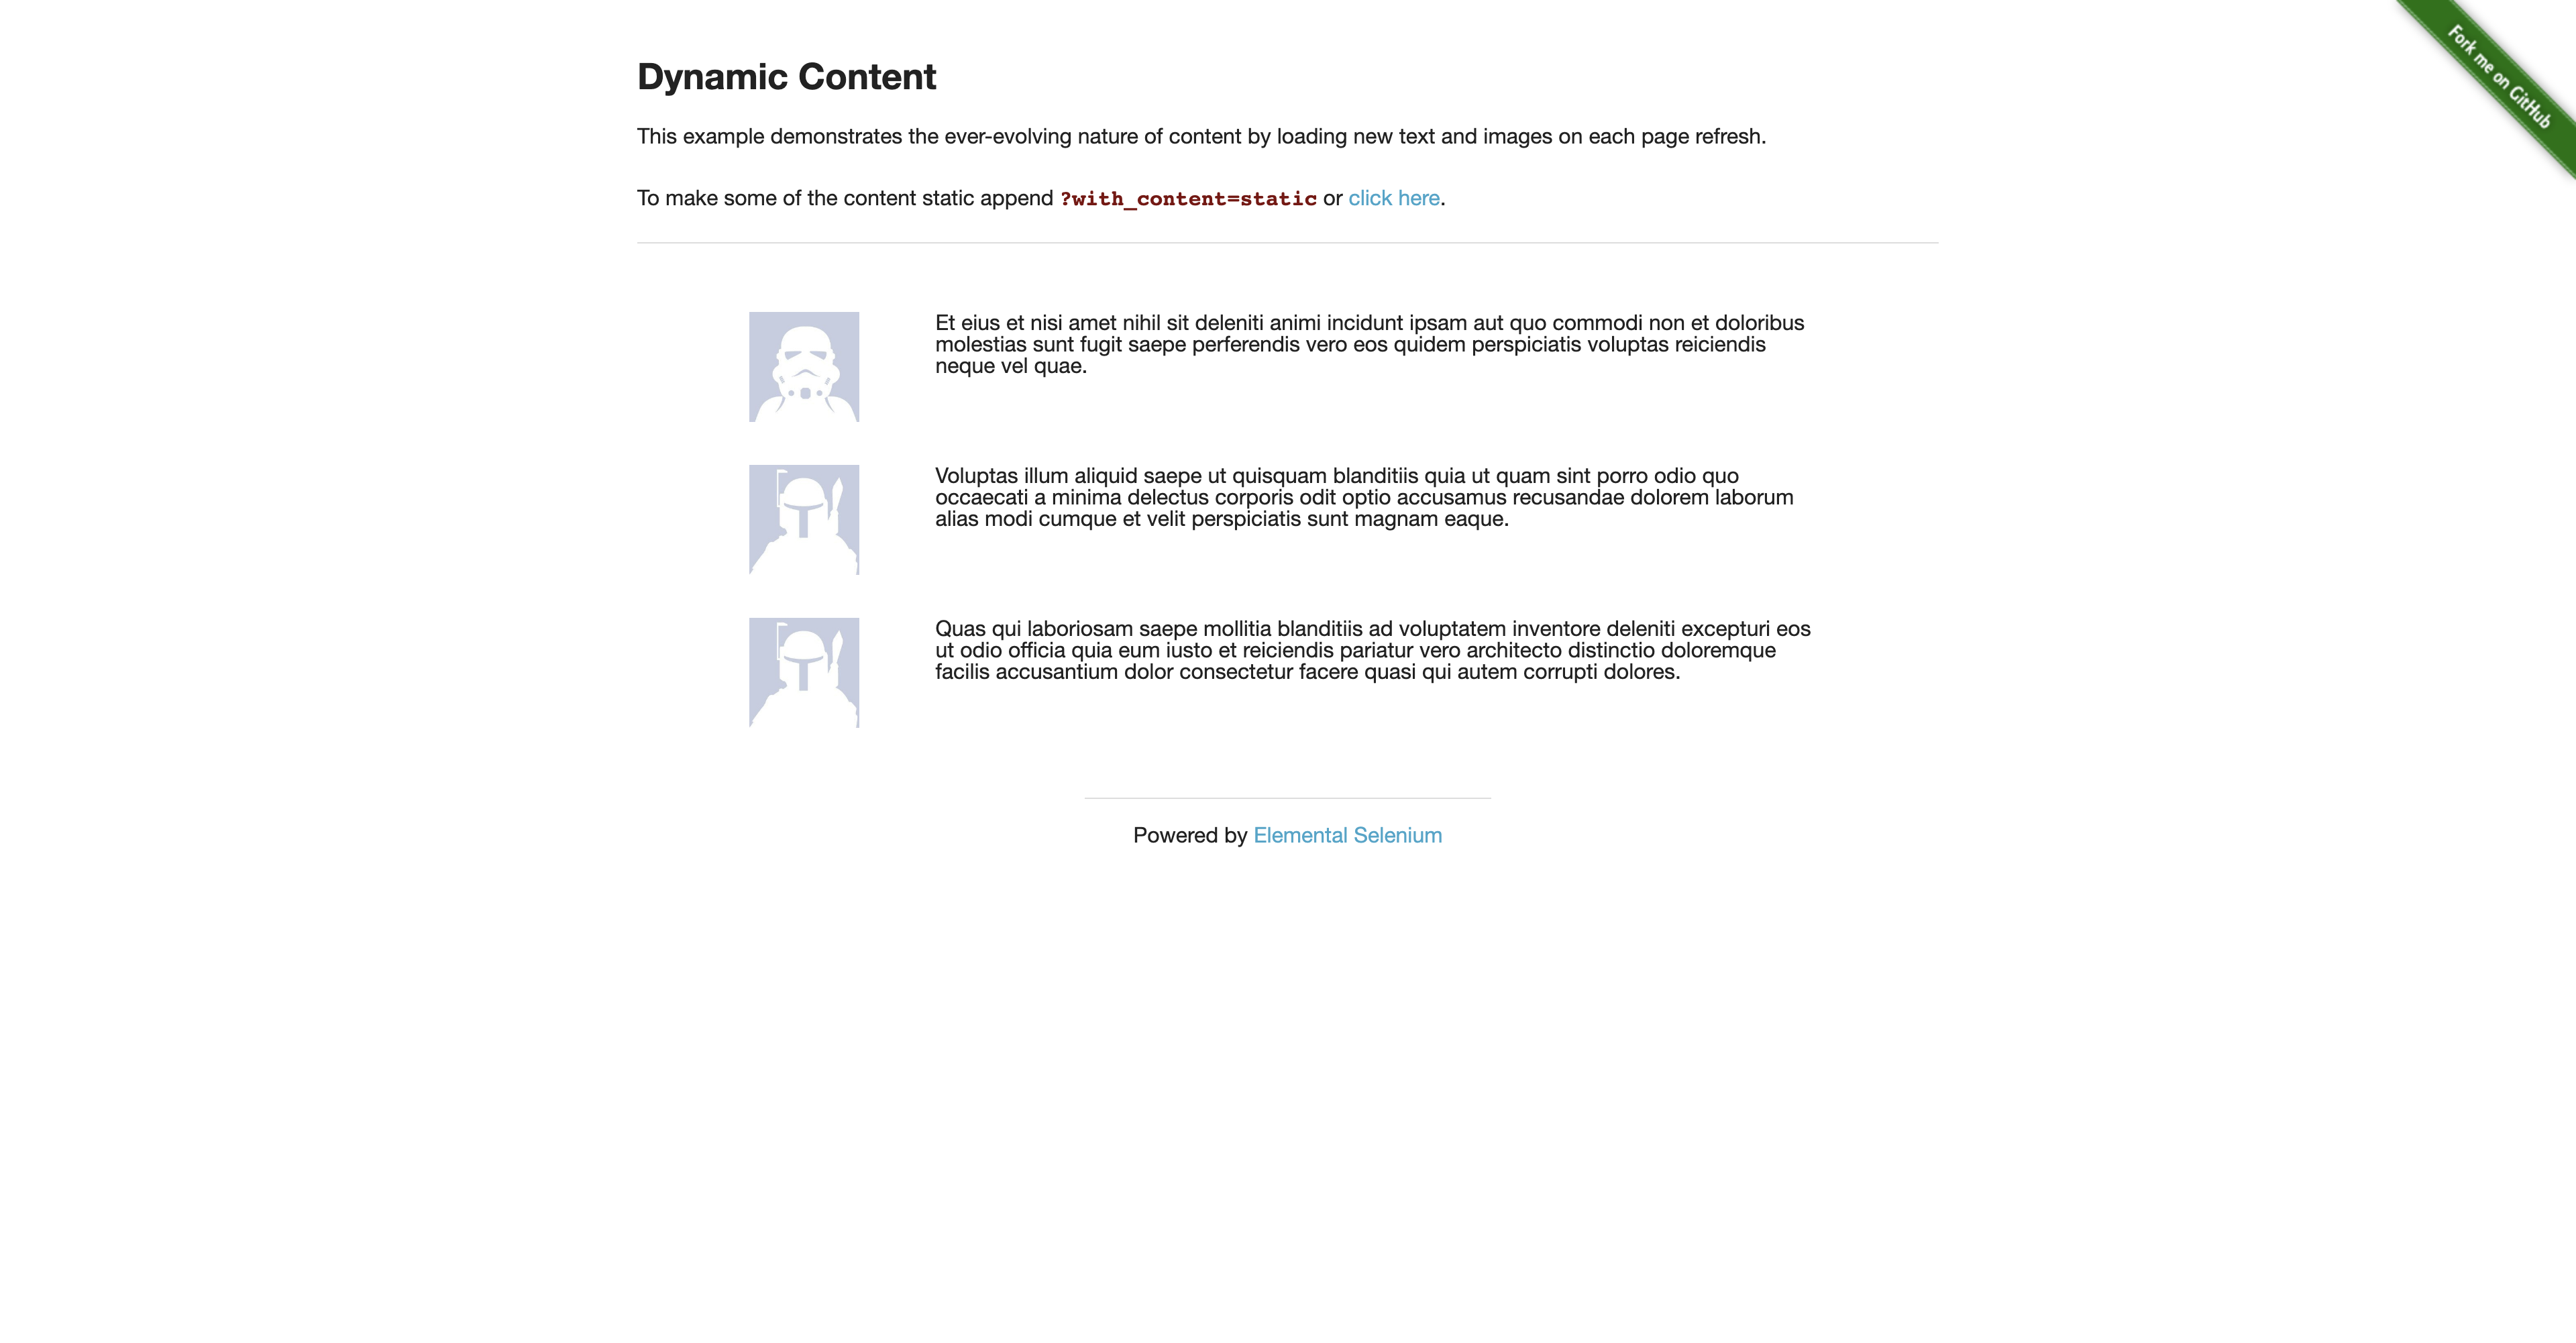 Fork me on GitHub
Dynamic Content
This example demonstrates the ever-evolving nature of content by loading new text and images on each page refresh.
To make some of the content static append ?with_content=static or click here.
Et eius et nisi amet nihil sit deleniti animi incidunt ipsam aut quo commodi non et doloribus
molestias sunt fugit saepe perferendis vero eos quidem perspiciatis voluptas reiciendis
neque vel quae.
Voluptas illum aliquid saepe ut quisquam blanditiis quia ut quam sint porro odio quo
occaecati a minima delectus corporis odit optio accusamus recusandae dolorem laborum
alias modi cumque et velit perspiciatis sunt magnam eaque.
Quas qui laboriosam saepe mollitia blanditiis ad voluptatem inventore deleniti excepturi eos
ut odio officia quia eum iusto et reiciendis pariatur vero architecto distinctio doloremque
facilis accusantium dolor consectetur facere quasi qui autem corrupti dolores.
Powered by Elemental Selenium